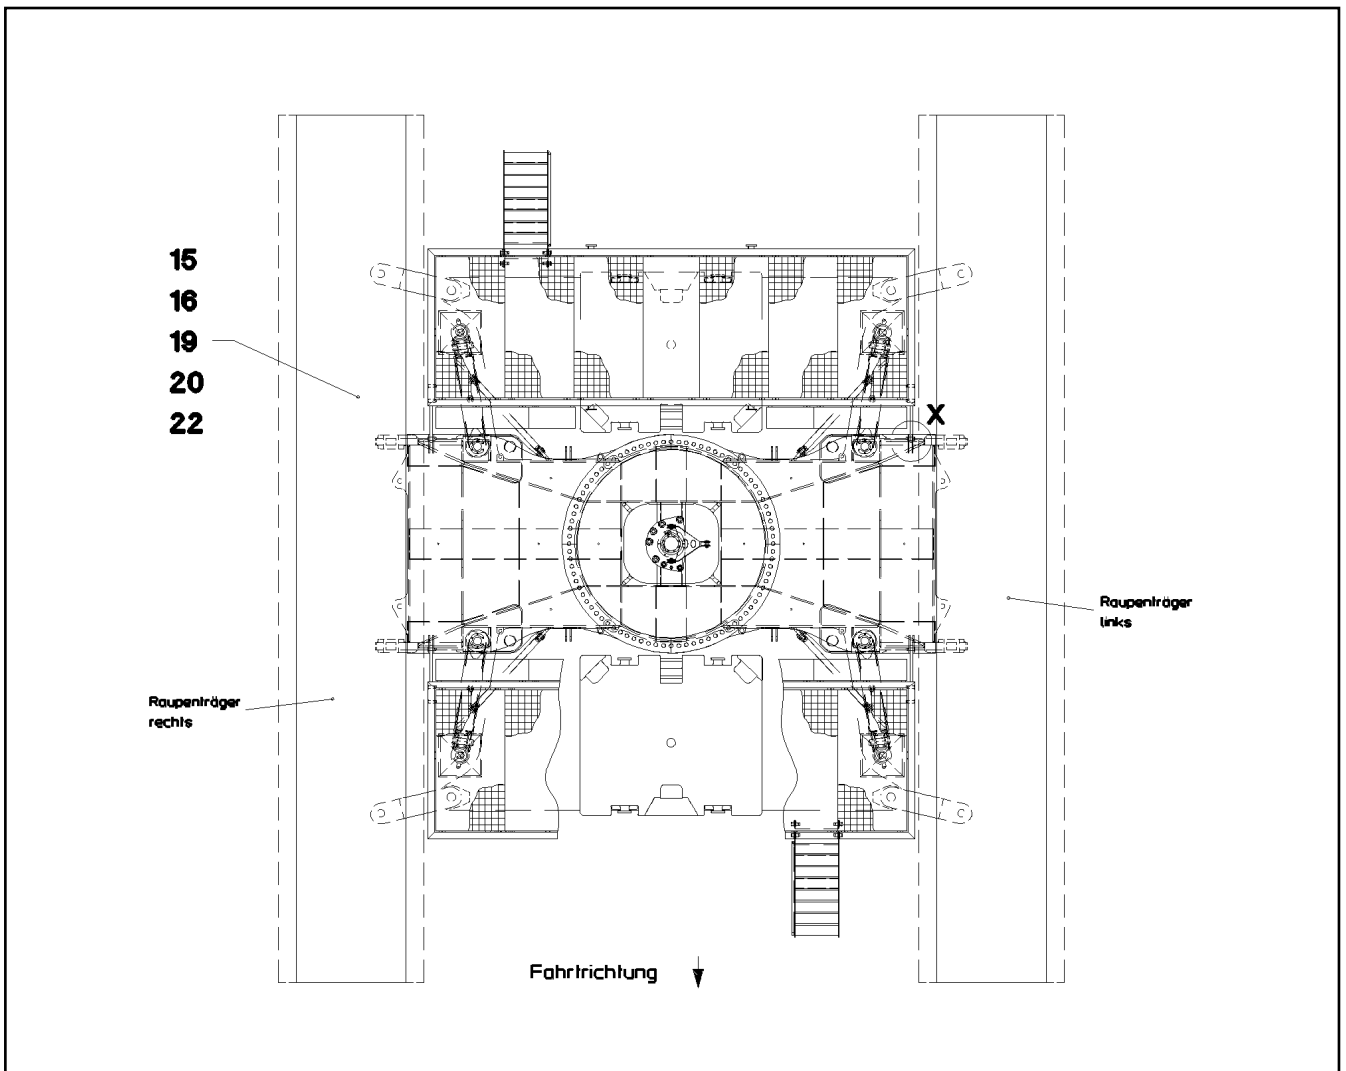 15
16
19
20
22
X
Raupenträger
links
Raupenträger
rechts
Fahrtrichtung